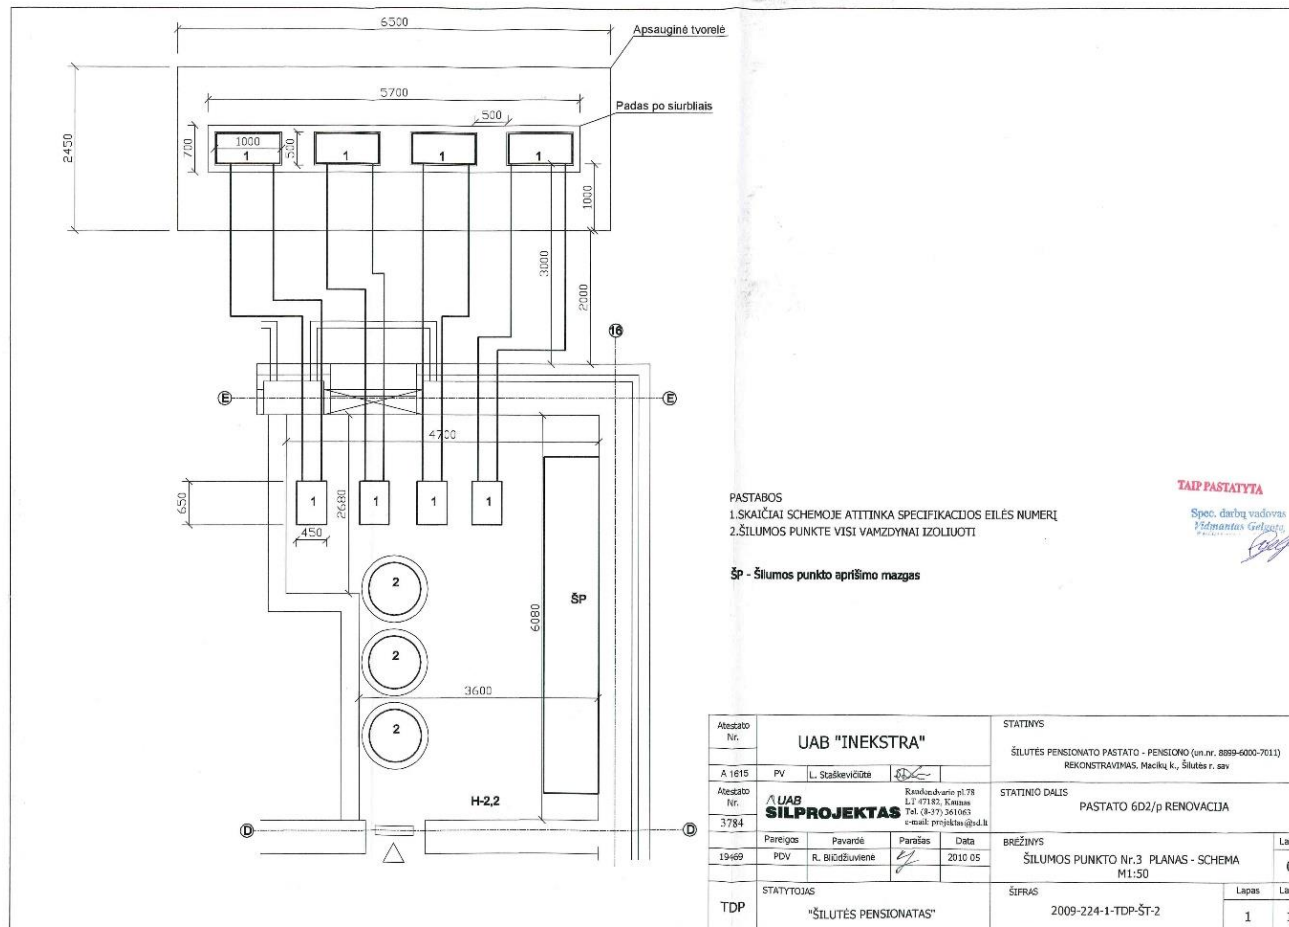 6500
Apsauginė tvorelė
5700
500
Padas po siurbliais
2450
700
1000
500
1
1
1
1
1000
3000
2000
16
E
E
4700
650
2680
1
1
1
1
450
2
6080
ŠP
2
3600
2
H-2,2
D
D
PASTABOS
1.SKAIČIAI SCHEMOJE ATITINKA SPECIFIKACIJOS EILĖS NUMERĮ
2.ŠILUMOS PUNKTE VISI VAMZDYNAI IZOLIUOTI
ŠP - Šilumos punkto aprišimo mazgas
TAIP PASTATYTA
Spec. darbų vadovas
Vidmantas
Atestato
Nr.
UAB "INEKSTRA"
STATINYS
ŠILUTĖS PENSIONATO PASTATO - PENSIONO (un.nr. 8899-6000-7011)
REKONSTRAVIMAS. Macikų k., Šilutės r. sav
A 1615
PV
L. Staškevičiūtė
Atestato
Nr.
3784
UAB
SILPROJEKTAS
Raudondvario pl.78
LT 47182, Kaunas
Tel. (8-37) 361063
STATINIO DALIS
PASTATO 6D2/p RENOVACIJA
Pareigos
Pavardė
Parašas
Data
BRĖŽINYS
19469
PDV
R. Bliūdžiuvienė
2010 05
ŠILUMOS PUNKTO Nr.3 PLANAS - SCHEMA
M1:50
TDP
STATYTOJAS
"ŠILUTĖS PENSIONATAS"
ŠIFRAS
2009-224-1-TDP-ŠT-2
Lapas
1